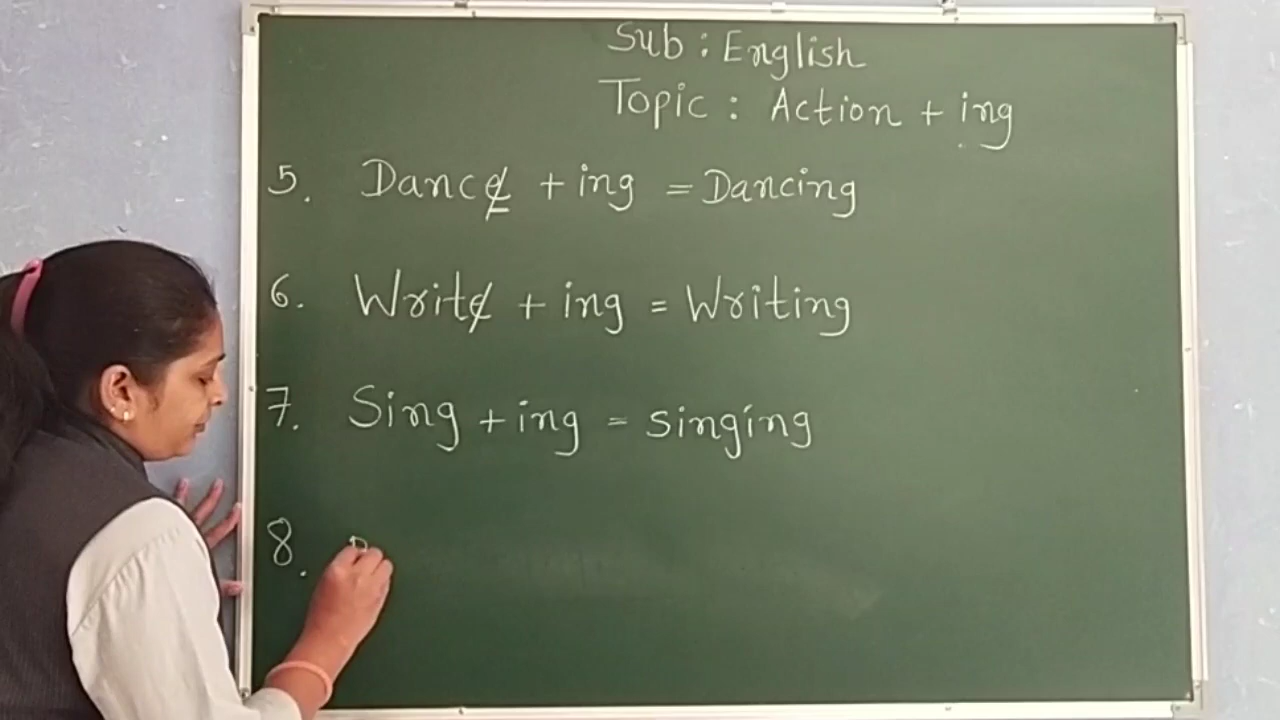 Sub : English
Topic : Action + ing
5. Dance + ing = Dancing
6. Write + ing = Writing
7. Sing + ing = singing
8.